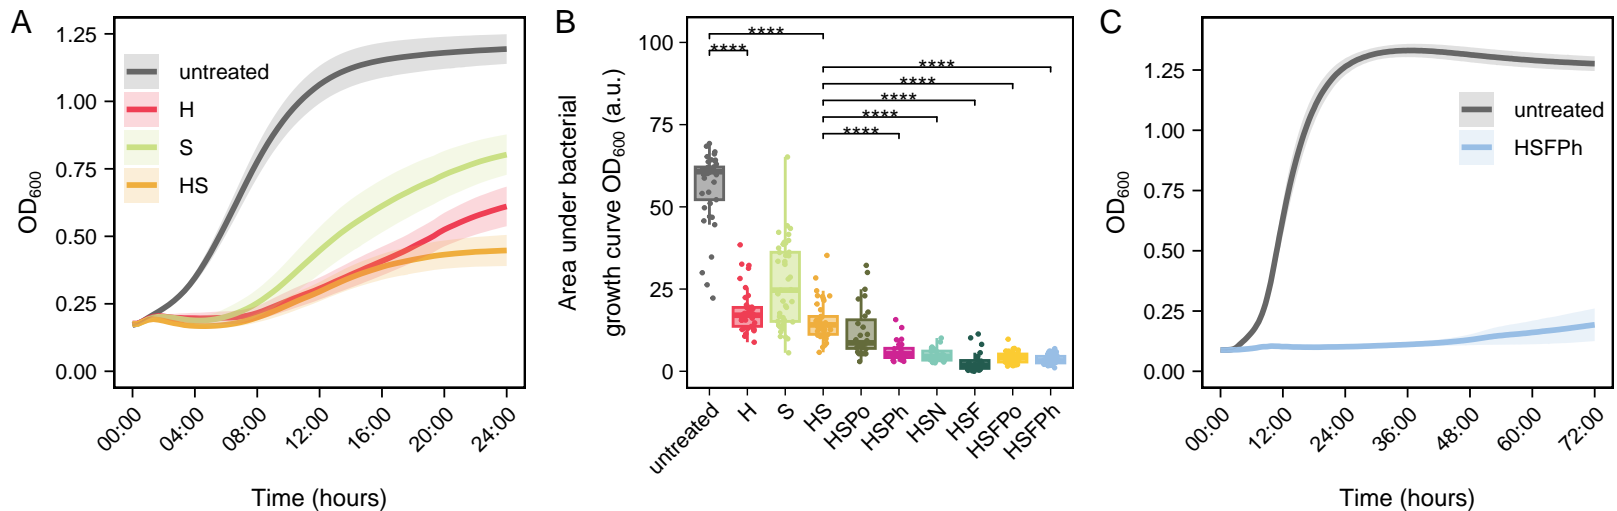 A
1.25
1.00
0.75
0.50
0.25
0.00
OD600
untreated
H
S
HS
00:00
04:00
08:00
12:00
16:00
20:00
24:00
Time (hours)
B
Area under bacterial
growth curve OD600 (a.u.)
100
75
50
25
0
****
****
****
****
****
****
****
untreated
H
S
HS
HSPo
HSPh
HSN
HSF
HSFPo
HSFPh
C
1.25
1.00
0.75
0.50
0.25
0.00
OD600
untreated
HSFPh
00:00
12:00
24:00
36:00
48:00
60:00
72:00
Time (hours)